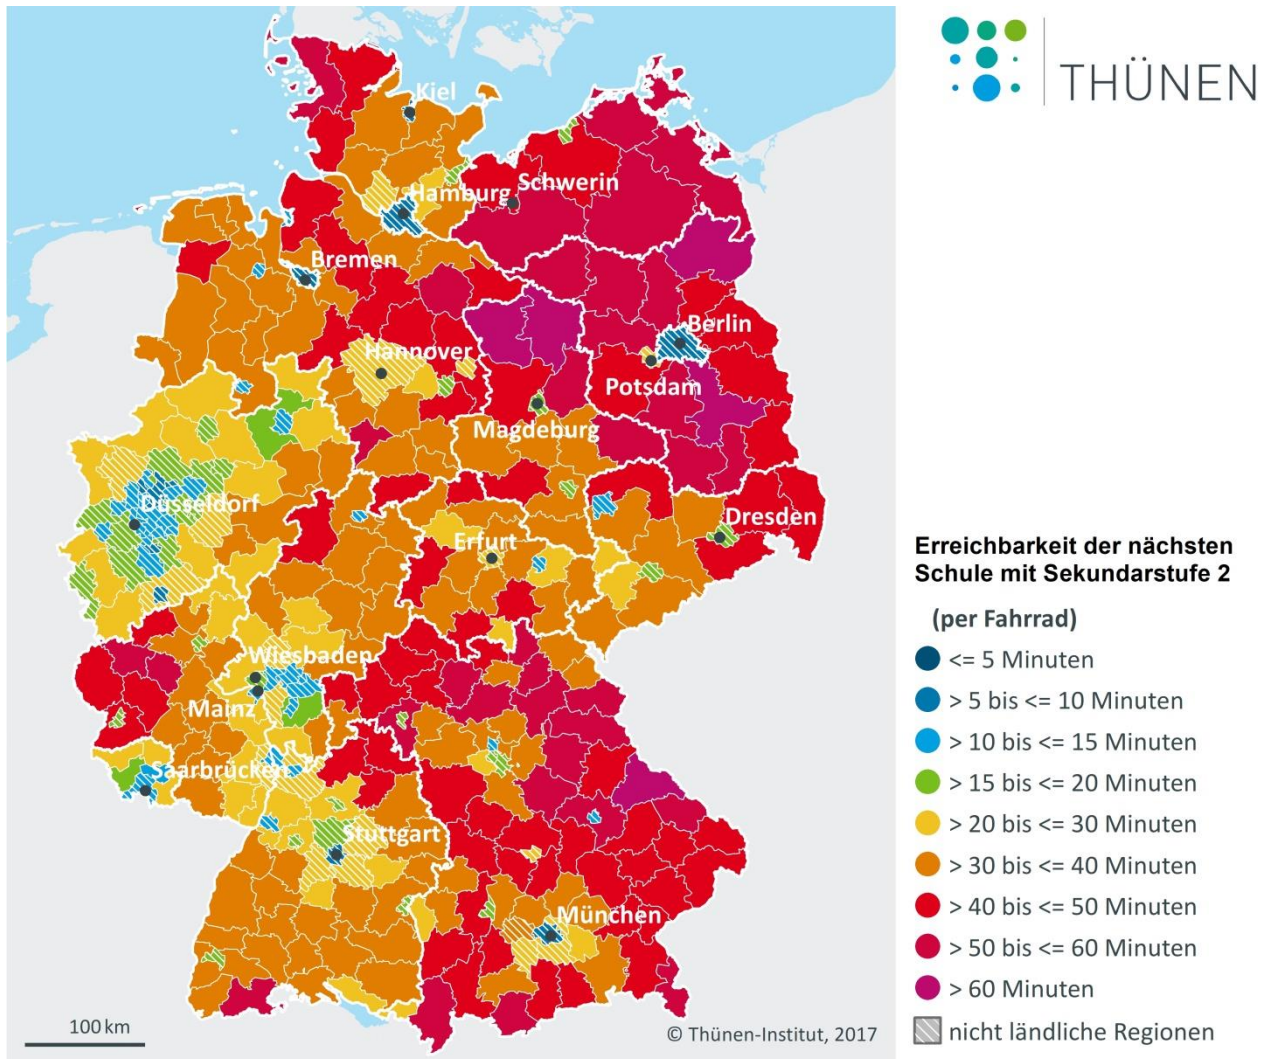 THÜNEN
Kiel
Hamburg
Schwerin
Bremen
Berlin
Hannover
Potsdam
Magdeburg
Düsseldorf
Dresden
Erfurt
Wiesbaden
Mainz
Saarbrücken
Stuttgart
München
100 km
© Thünen-Institut, 2017
Erreichbarkeit der nächsten
Schule mit Sekundarstufe 2
(per Fahrrad)
<= 5 Minuten
> 5 bis <= 10 Minuten
> 10 bis <= 15 Minuten
> 15 bis <= 20 Minuten
> 20 bis <= 30 Minuten
> 30 bis <= 40 Minuten
> 40 bis <= 50 Minuten
> 50 bis <= 60 Minuten
> 60 Minuten
nicht ländliche Regionen